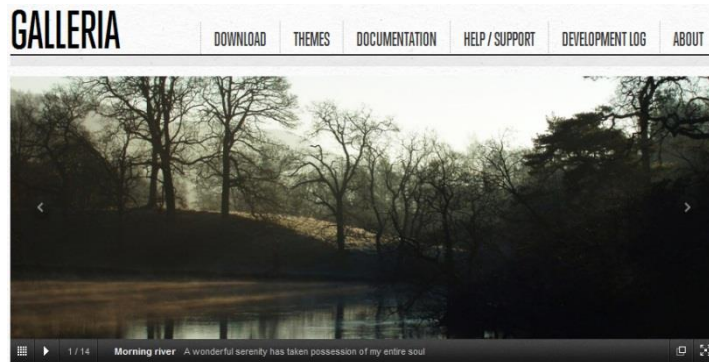 GALLERIA
DOWNLOAD THEMES DOCUMENTATION HELP / SUPPORT DEVELOPMENT LOG ABOUT
1 / 14 Morning river A wonderful serenity has taken possession of my entire soul